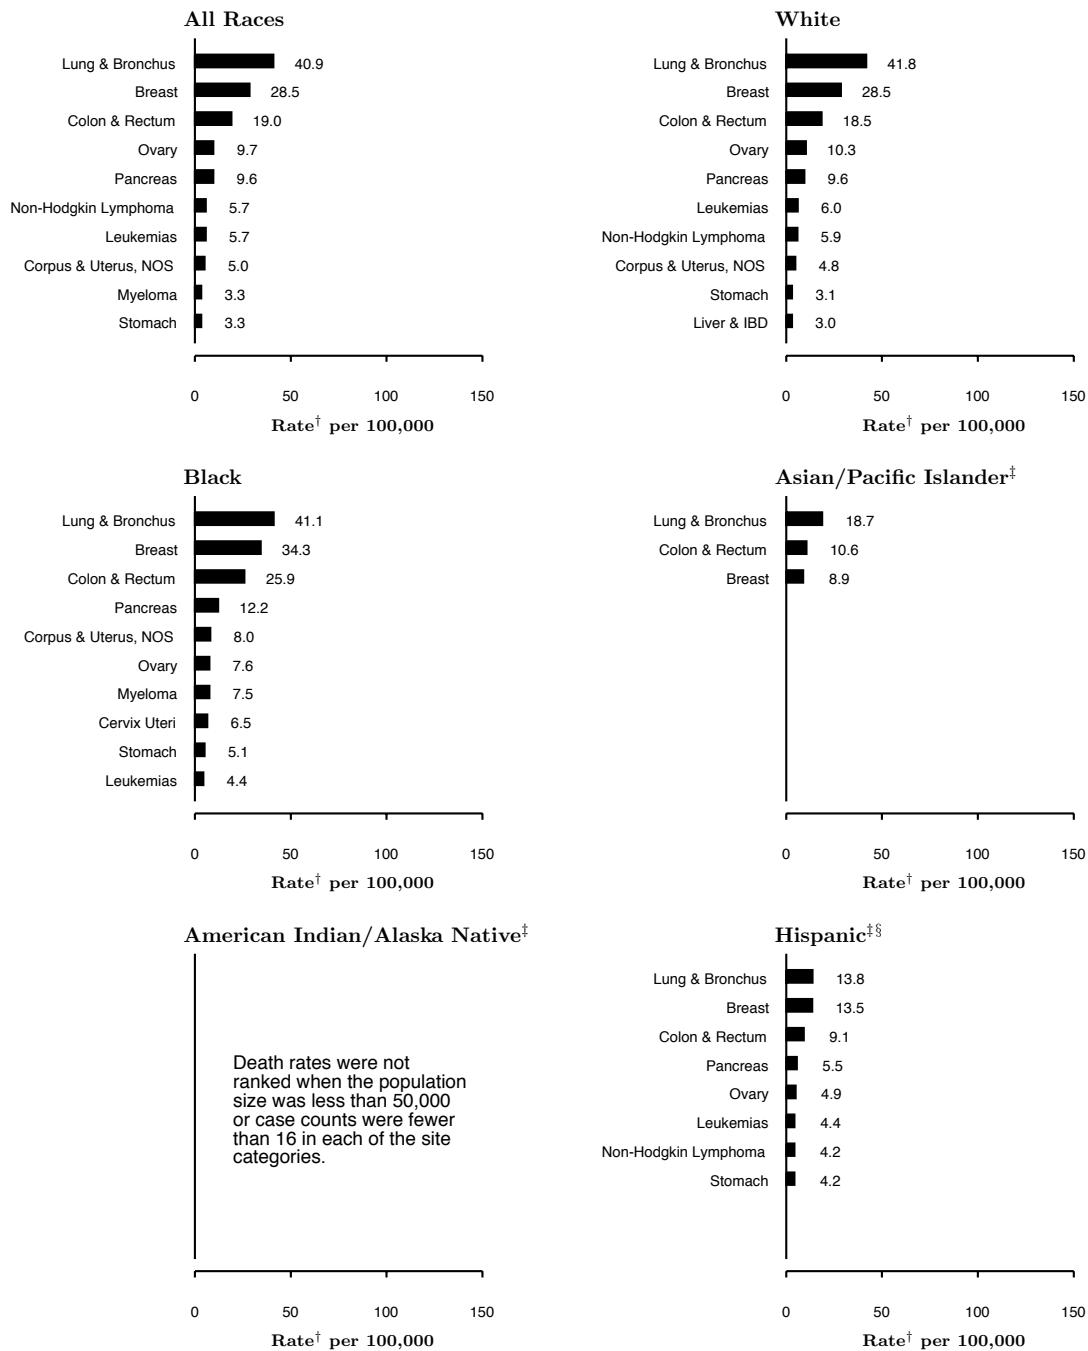 All Races
Lung & Bronchus 40.9
Breast 28.5
Colon & Rectum 19.0
Ovary 9.7
Pancreas 9.6
Non-Hodgkin Lymphoma 5.7
Leukemias 5.7
Corpus & Uterus, NOS 5.0
Myeloma 3.3
Stomach 3.3
0 50 100 150
Rate† per 100,000
White
Lung & Bronchus 41.8
Breast 28.5
Colon & Rectum 18.5
Ovary 10.3
Pancreas 9.6
Leukemias 6.0
Non-Hodgkin Lymphoma 5.9
Corpus & Uterus, NOS 4.8
Stomach 3.1
Liver & IBD 3.0
0 50 100 150
Rate† per 100,000
Black
Lung & Bronchus 41.1
Breast 34.3
Colon & Rectum 25.9
Pancreas 12.2
Corpus & Uterus, NOS 8.0
Ovary 7.6
Myeloma 7.5
Cervix Uteri 6.5
Stomach 5.1
Leukemias 4.4
0 50 100 150
Rate† per 100,000
Asian/Pacific Islander‡
Lung & Bronchus 18.7
Colon & Rectum 10.6
Breast 8.9
0 50 100 150
Rate† per 100,000
American Indian/Alaska Native‡
Death rates were not
ranked when the population
size was less than 50,000
or case counts were fewer
than 16 in each of the site
categories.
0 50 100 150
Rate† per 100,000
Hispanic‡§
Lung & Bronchus 13.8
Breast 13.5
Colon & Rectum 9.1
Pancreas 5.5
Ovary 4.9
Leukemias 4.4
Non-Hodgkin Lymphoma 4.2
Stomach 4.2
0 50 100 150
Rate† per 100,000